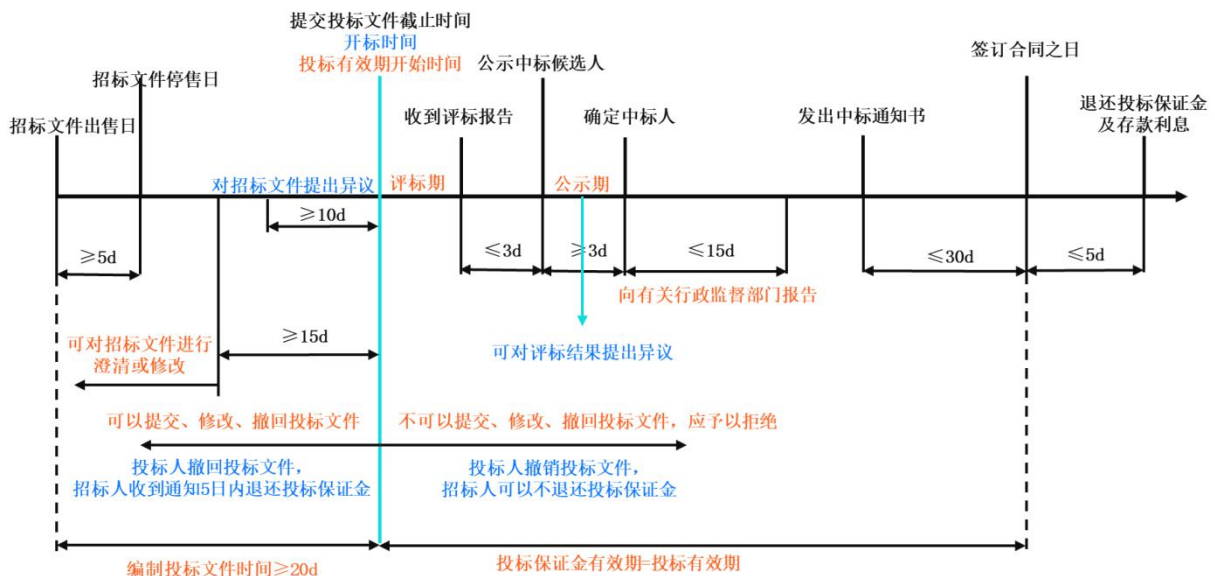 提交投标文件截止时间
开标时间
投标有效期开始时间
公示中标候选人
签订合同之日
招标文件停售日
退还投标保证金
及存款利息
招标文件出售日
收到评标报告
确定中标人
发出中标通知书
对招标文件提出异议
评标期
公示期
≥10d
≥5d
≤3d
≥3d
≤15d
≤30d
≤5d
向有关行政监督部门报告
≥15d
可对招标文件进行
澄清或修改
可对评标结果提出异议
可以提交、修改、撤回投标文件
不可以提交、修改、撤回投标文件,应予以拒绝
投标人撤回投标文件,
招标人收到通知5日内退还投标保证金
投标人撤销投标文件,
招标人可以不退还投标保证金
编制投标文件时间≥20d
投标保证金有效期=投标有效期